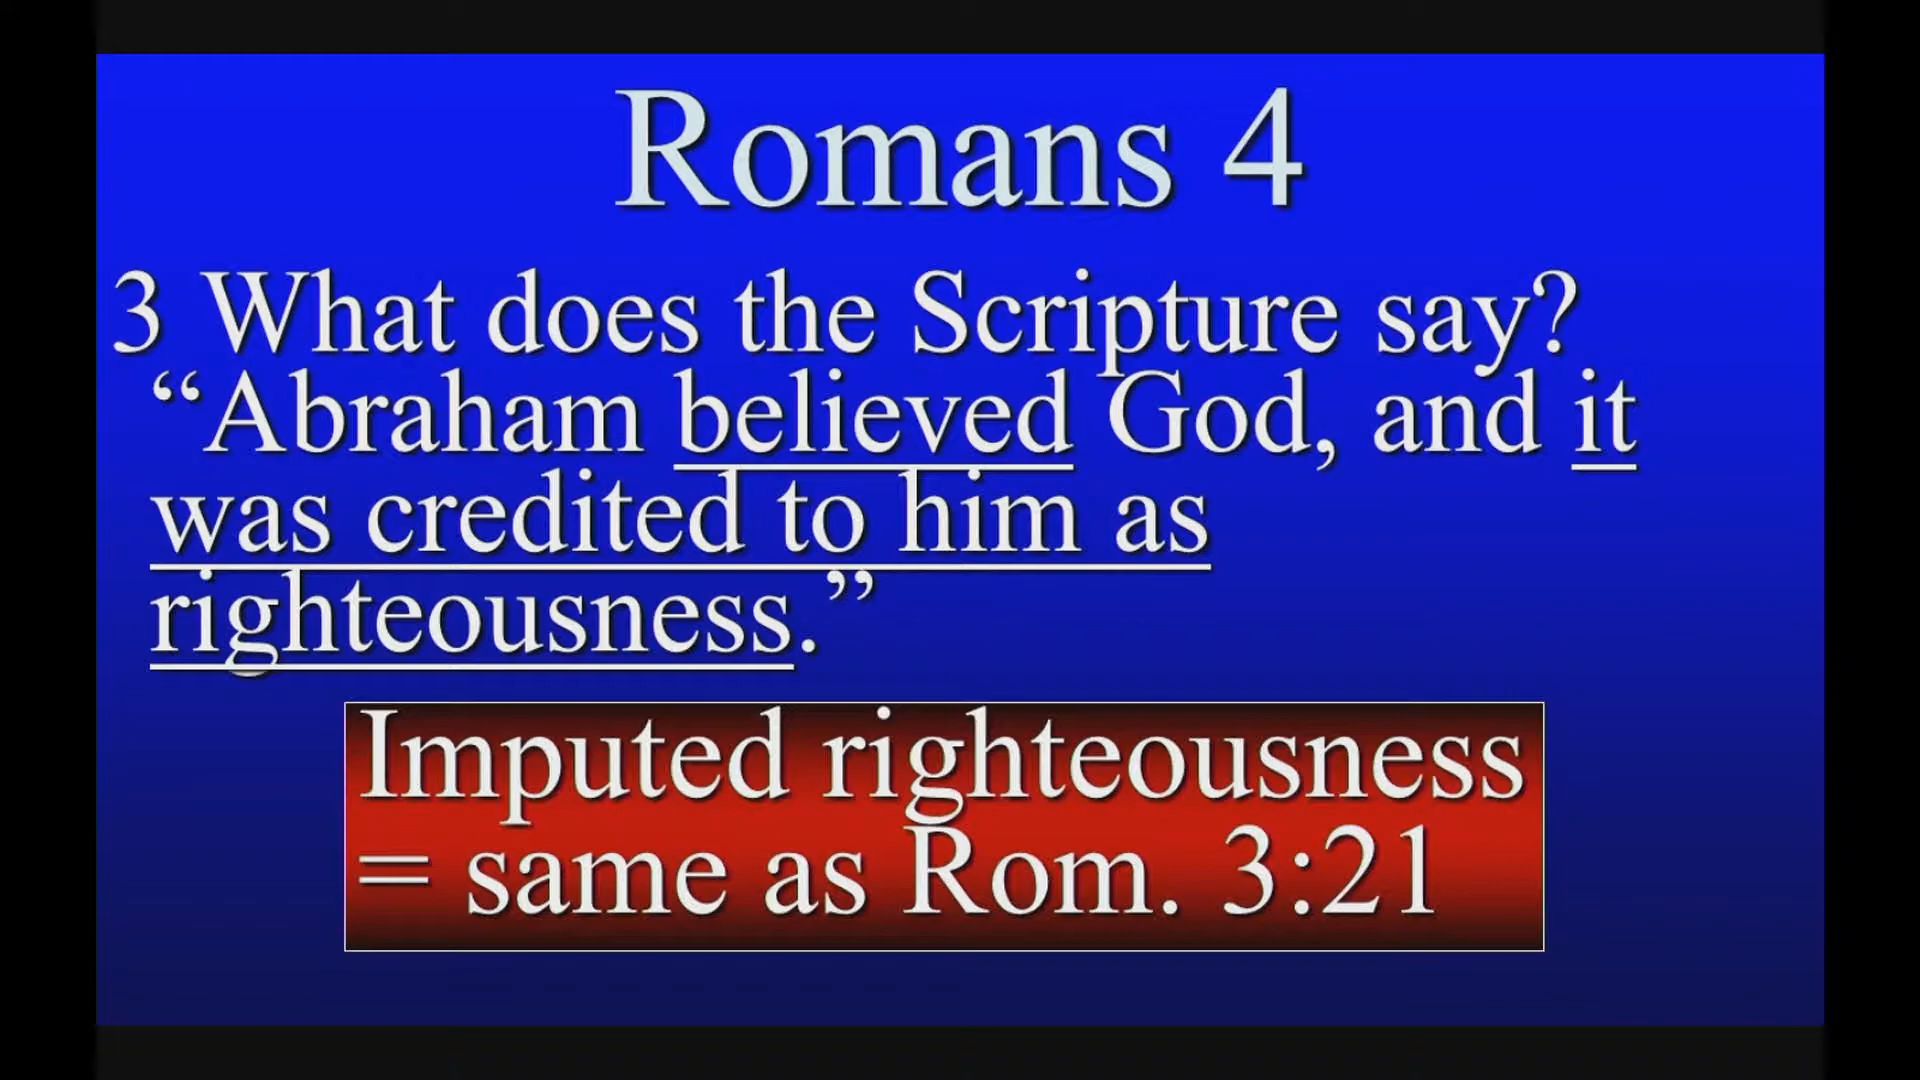 Romans 4
3 What does the Scripture say?
“Abraham believed God, and it
was credited to him as
righteousness.”
Imputed righteousness
= same as Rom. 3:21